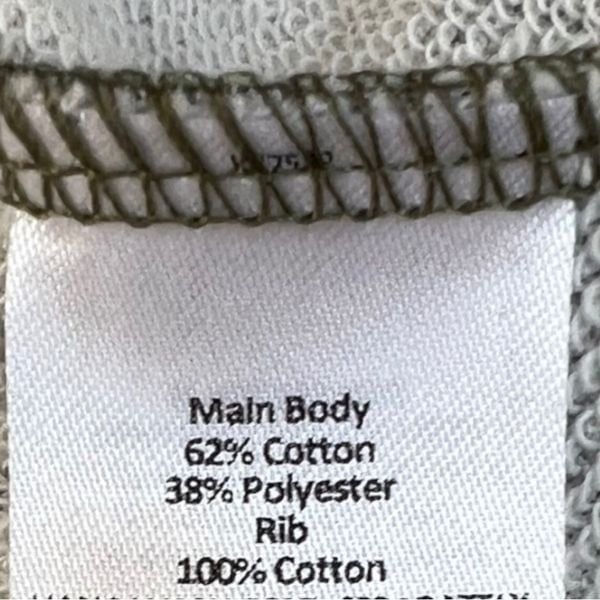 Main Body
62% Cotton
38% Polyester
Rib
100% Cotton